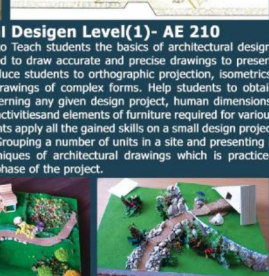 l Desigen Level(1)- AE 210
to Teach students the basics of architectural design
d to draw accurate and precise drawings to presen
duce students to orthographic projection, isometrics
rawings of complex forms. Help students to obtai
erning any given design project, human dimensions
activitiesand elements of furniture required for variou
nts apply all the gained skills on a small design projec
Grouping a number of units in a site and presenting
niques of architectural drawings which is practice
phase of the project.